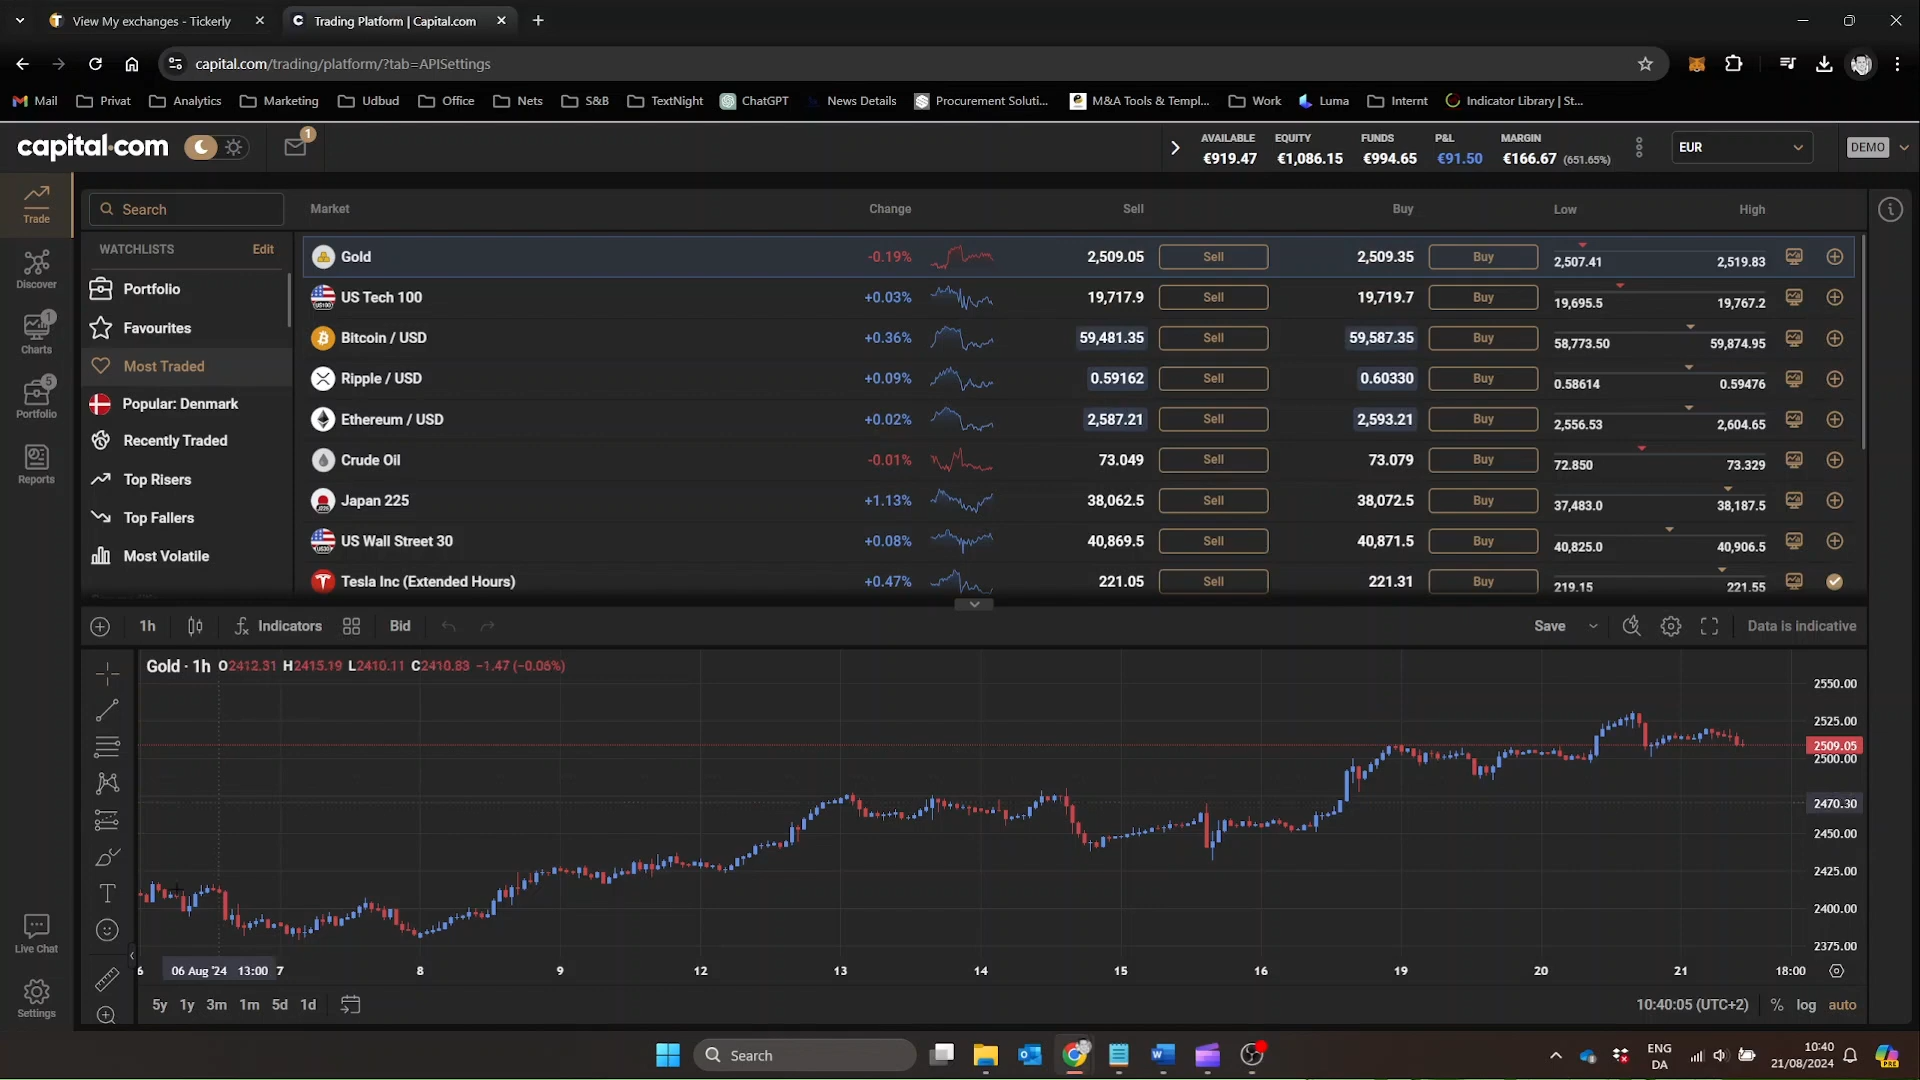 View My exchanges - Tickerly
Trading Platform | Capital.com
capital.com/trading/platform/?tab=APISettings
Mail Privat Analytics Marketing Udbud Office Nets S&B TextNight ChatGPT News Details Procurement Soluti... M&A Tools & Templ... Work Luma Internt Indicator Library | St...
capital.com
1
AVAILABLE EQUITY FUNDS P&L MARGIN
€919.47 €1,086.15 €994.65 €91.50 €166.67 (651.65%)
EUR
DEMO
Trade
Discover
Charts
1
Portfolio
5
Reports
Live Chat
Settings
Search
WATCHLISTS Edit
Portfolio
Favourites
Most Traded
Popular: Denmark
Recently Traded
Top Risers
Top Fallers
Most Volatile
Market Change Sell Buy Low High
Gold -0.19% 2,509.05 Sell 2,509.35 Buy 2,507.41 2,519.83
US Tech 100 +0.03% 19,717.9 Sell 19,719.7 Buy 19,695.5 19,767.2
Bitcoin / USD +0.36% 59,481.35 Sell 59,587.35 Buy 58,773.50 59,874.95
Ripple / USD +0.09% 0.59162 Sell 0.60330 Buy 0.58614 0.59476
Ethereum / USD +0.02% 2,587.21 Sell 2,593.21 Buy 2,556.53 2,604.65
Crude Oil -0.01% 73.049 Sell 73.079 Buy 72.850 73.329
Japan 225 +1.13% 38,062.5 Sell 38,072.5 Buy 37,483.0 38,187.5
US Wall Street 30 +0.08% 40,869.5 Sell 40,871.5 Buy 40,825.0 40,906.5
Tesla Inc (Extended Hours) +0.47% 221.05 Sell 221.31 Buy 219.15 221.55
1h Indicators Bid Save Data is indicative
Gold · 1h O2412.31 H2415.19 L2410.11 C2410.83 −1.47 (−0.06%)
2550.00
2525.00
2509.05
2500.00
2470.30
2450.00
2425.00
2400.00
2375.00
6 06 Aug '24 13:00 7 8 9 12 13 14 15 16 19 20 21 18:00
5y 1y 3m 1m 5d 1d 10:40:05 (UTC+2) % log auto
Search
ENG
DA
10:40
21/08/2024
PRE